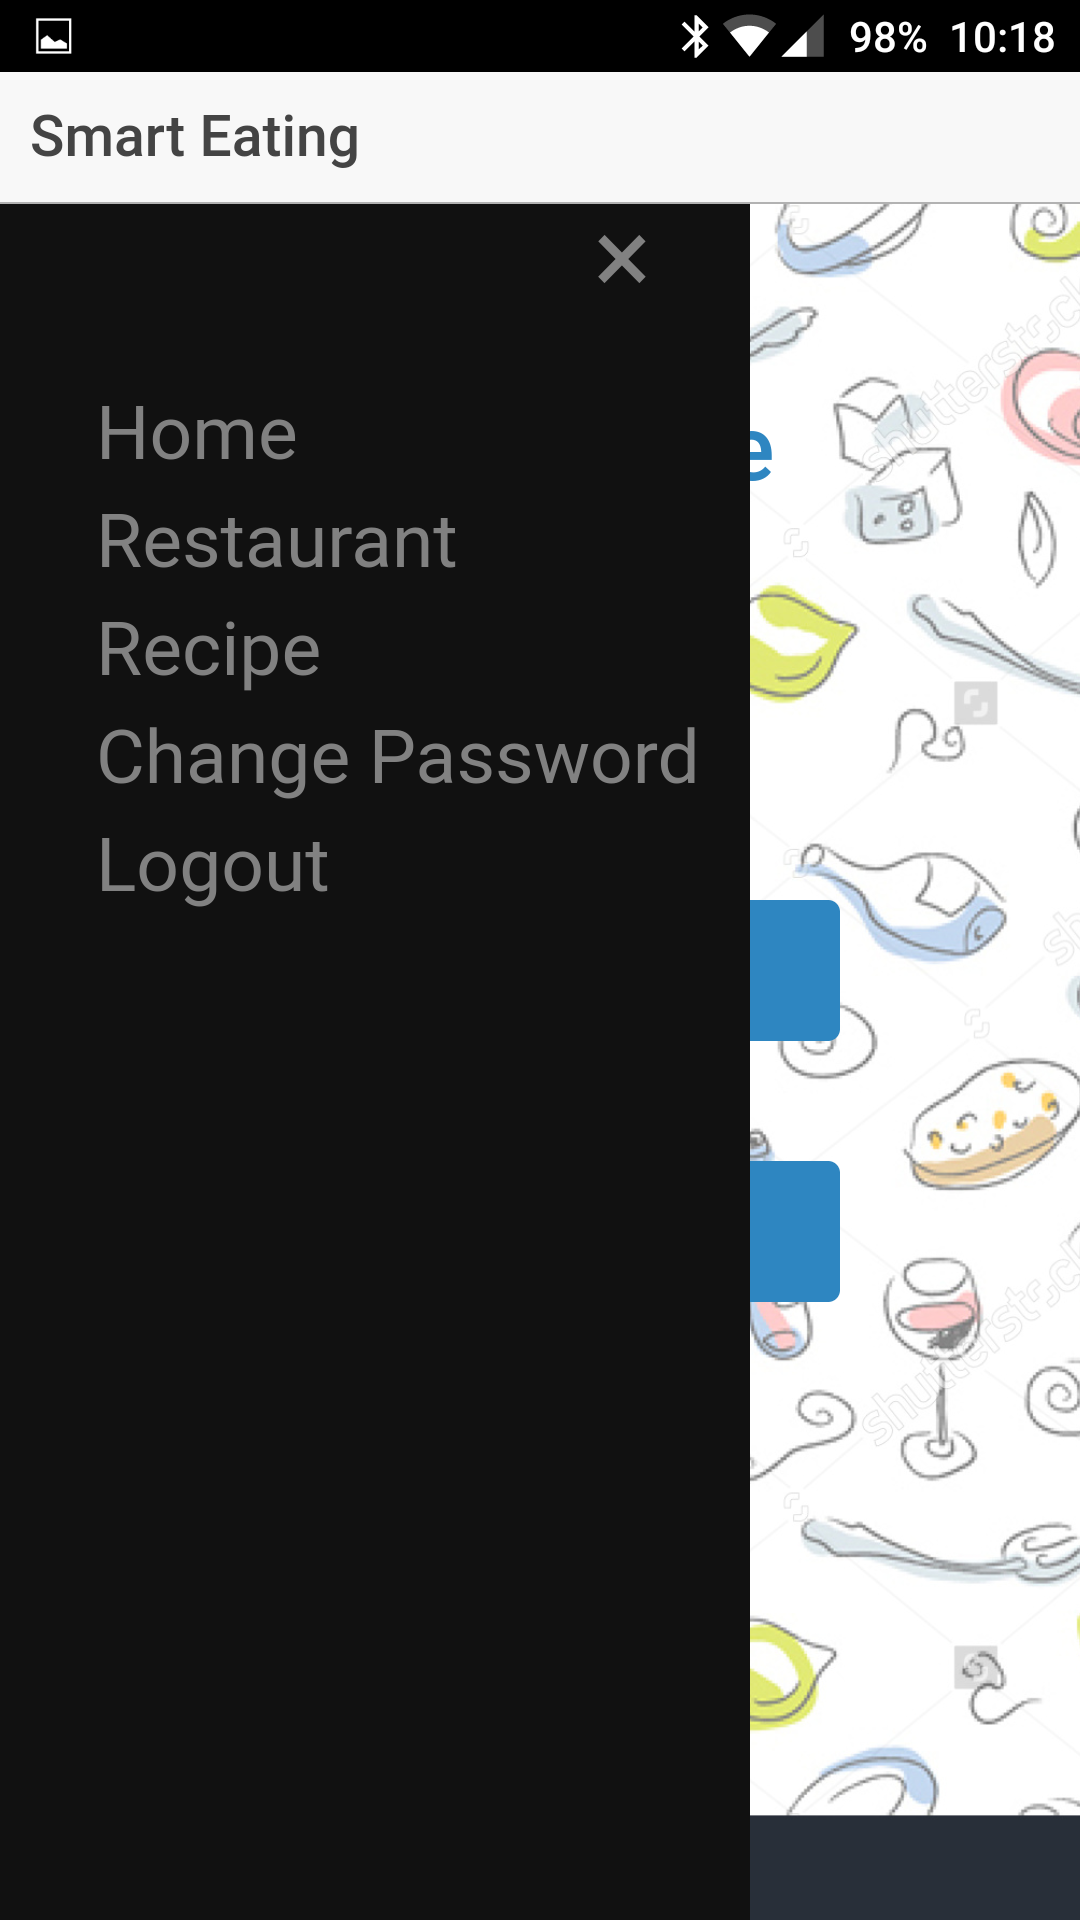 98% 10:18
Smart Eating
×
Home
e
Restaurant
Recipe
Change Password
Logout